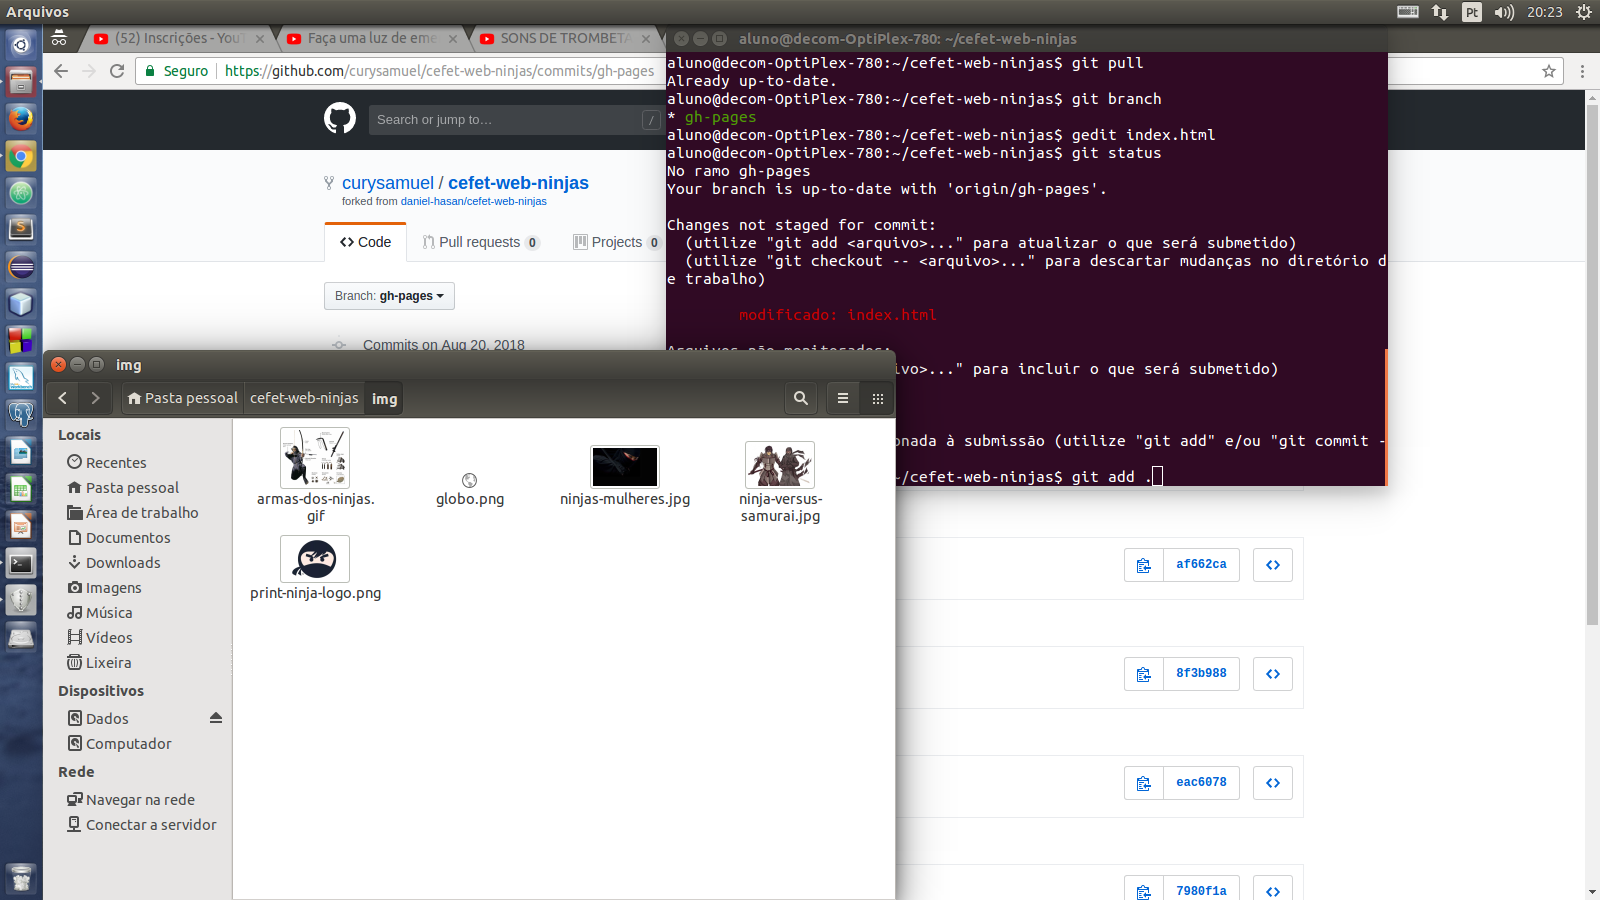 Arquivos
Pt
20:23
(52) Inscrições - YouT
Faça uma luz de eme
SONS DE TROMBETA
Seguro
https://github.com/curysamuel/cefet-web-ninjas/commits/gh-pages
Search or jump to…
/
curysamuel / cefet-web-ninjas
forked from daniel-hasan/cefet-web-ninjas
Code
Pull requests 0
Projects 0
Branch: gh-pages
Commits on Aug 20, 2018
aluno@decom-OptiPlex-780: ~/cefet-web-ninjas
aluno@decom-OptiPlex-780:~/cefet-web-ninjas$ git pull
Already up-to-date.
aluno@decom-OptiPlex-780:~/cefet-web-ninjas$ git branch
* gh-pages
aluno@decom-OptiPlex-780:~/cefet-web-ninjas$ gedit index.html
aluno@decom-OptiPlex-780:~/cefet-web-ninjas$ git status
No ramo gh-pages
Your branch is up-to-date with 'origin/gh-pages'.
Changes not staged for commit:
(utilize "git add <arquivo>..." para atualizar o que será submetido)
(utilize "git checkout -- <arquivo>..." para descartar mudanças no diretório d
e trabalho)
modificado: index.html
Arquivos não monitorados:
ivo>..." para incluir o que será submetido)
onada à submissão (utilize "git add" e/ou "git commit -
~/cefet-web-ninjas$ git add .
img
Pasta pessoal
cefet-web-ninjas
img
Locais
Recentes
Pasta pessoal
Área de trabalho
Documentos
Downloads
Imagens
Música
Vídeos
Lixeira
Dispositivos
Dados
Computador
Rede
Navegar na rede
Conectar a servidor
armas-dos-ninjas.
gif
globo.png
ninjas-mulheres.jpg
ninja-versus-
samurai.jpg
print-ninja-logo.png
af662ca
8f3b988
eac6078
7980f1a